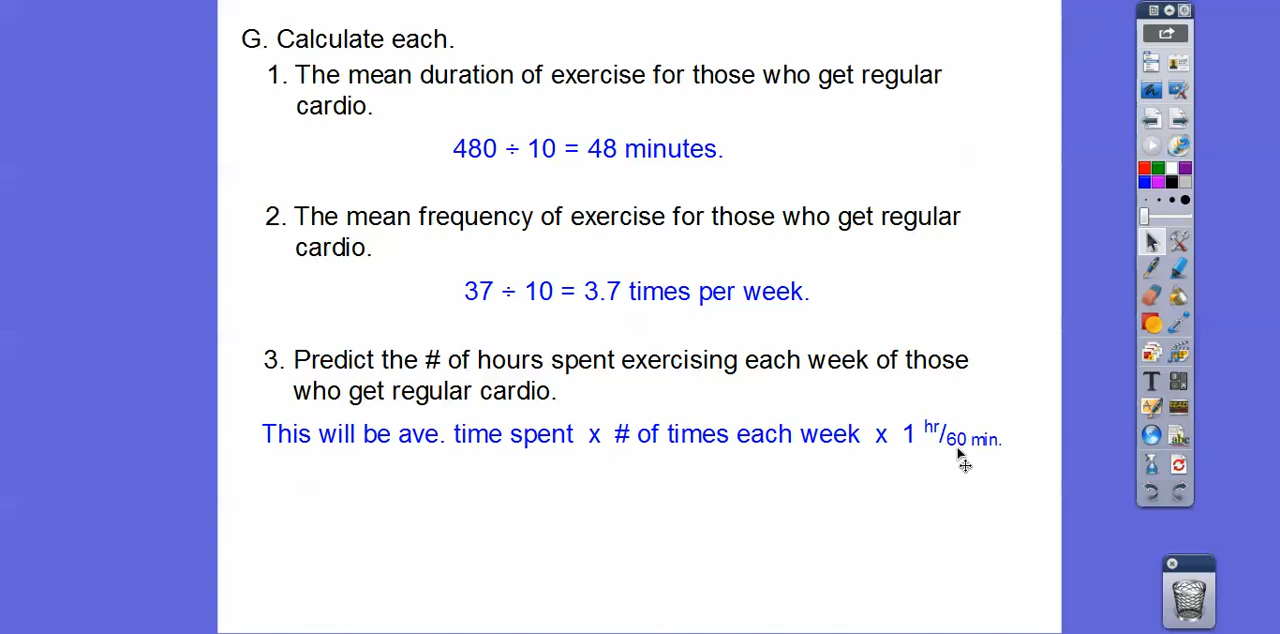 G. Calculate each.
1. The mean duration of exercise for those who get regular
cardio.
480 ÷ 10 = 48 minutes.
2. The mean frequency of exercise for those who get regular
cardio.
37 ÷ 10 = 3.7 times per week.
3. Predict the # of hours spent exercising each week of those
who get regular cardio.
This will be ave. time spent x # of times each week x 1 hr/60 min.